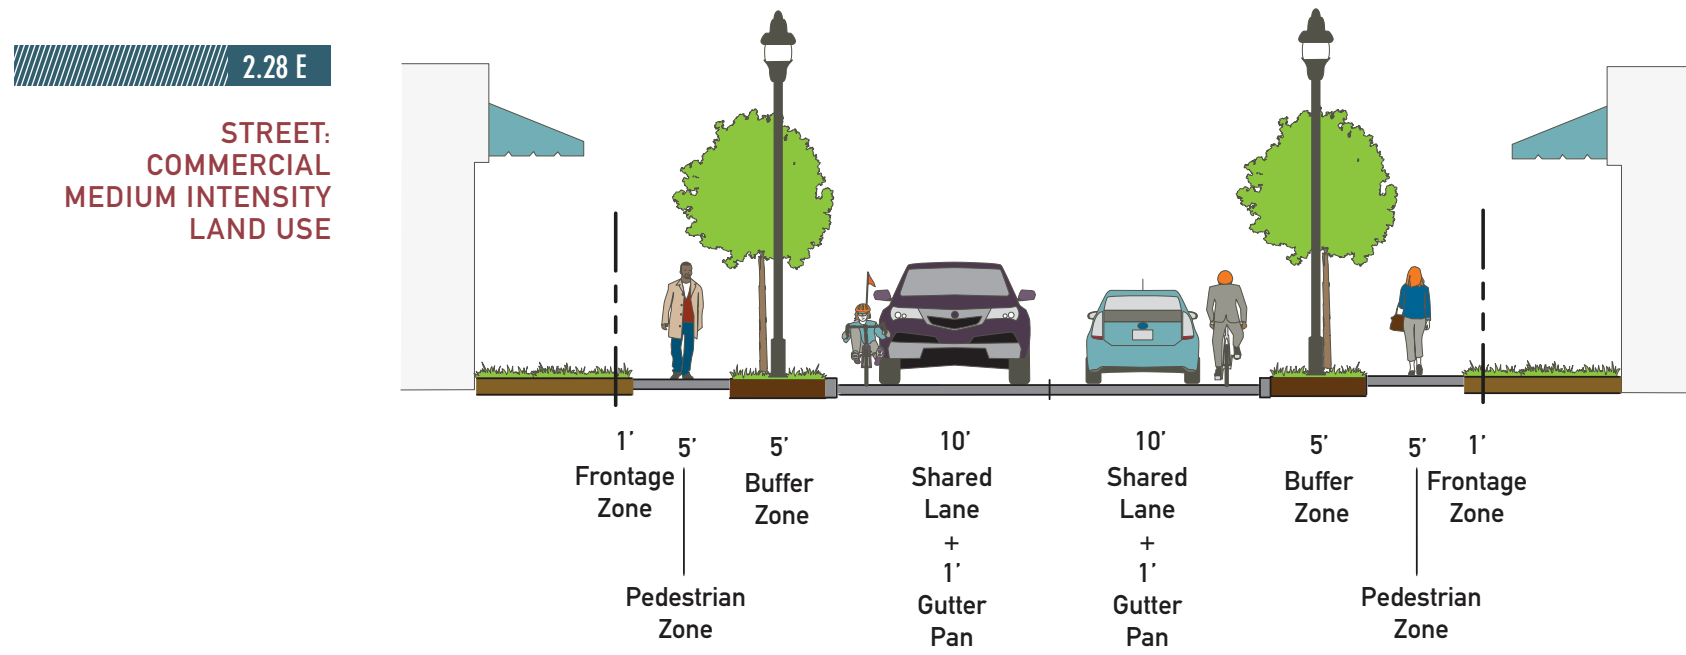 2.28 E
STREET:
COMMERCIAL
MEDIUM INTENSITY
LAND USE
1’
Frontage
Zone
5’
Pedestrian
Zone
5’
Buffer
Zone
10’
Shared
Lane
+
1’
Gutter
Pan
10’
Shared
Lane
+
1’
Gutter
Pan
5’
Buffer
Zone
5’
Pedestrian
Zone
1’
Frontage
Zone